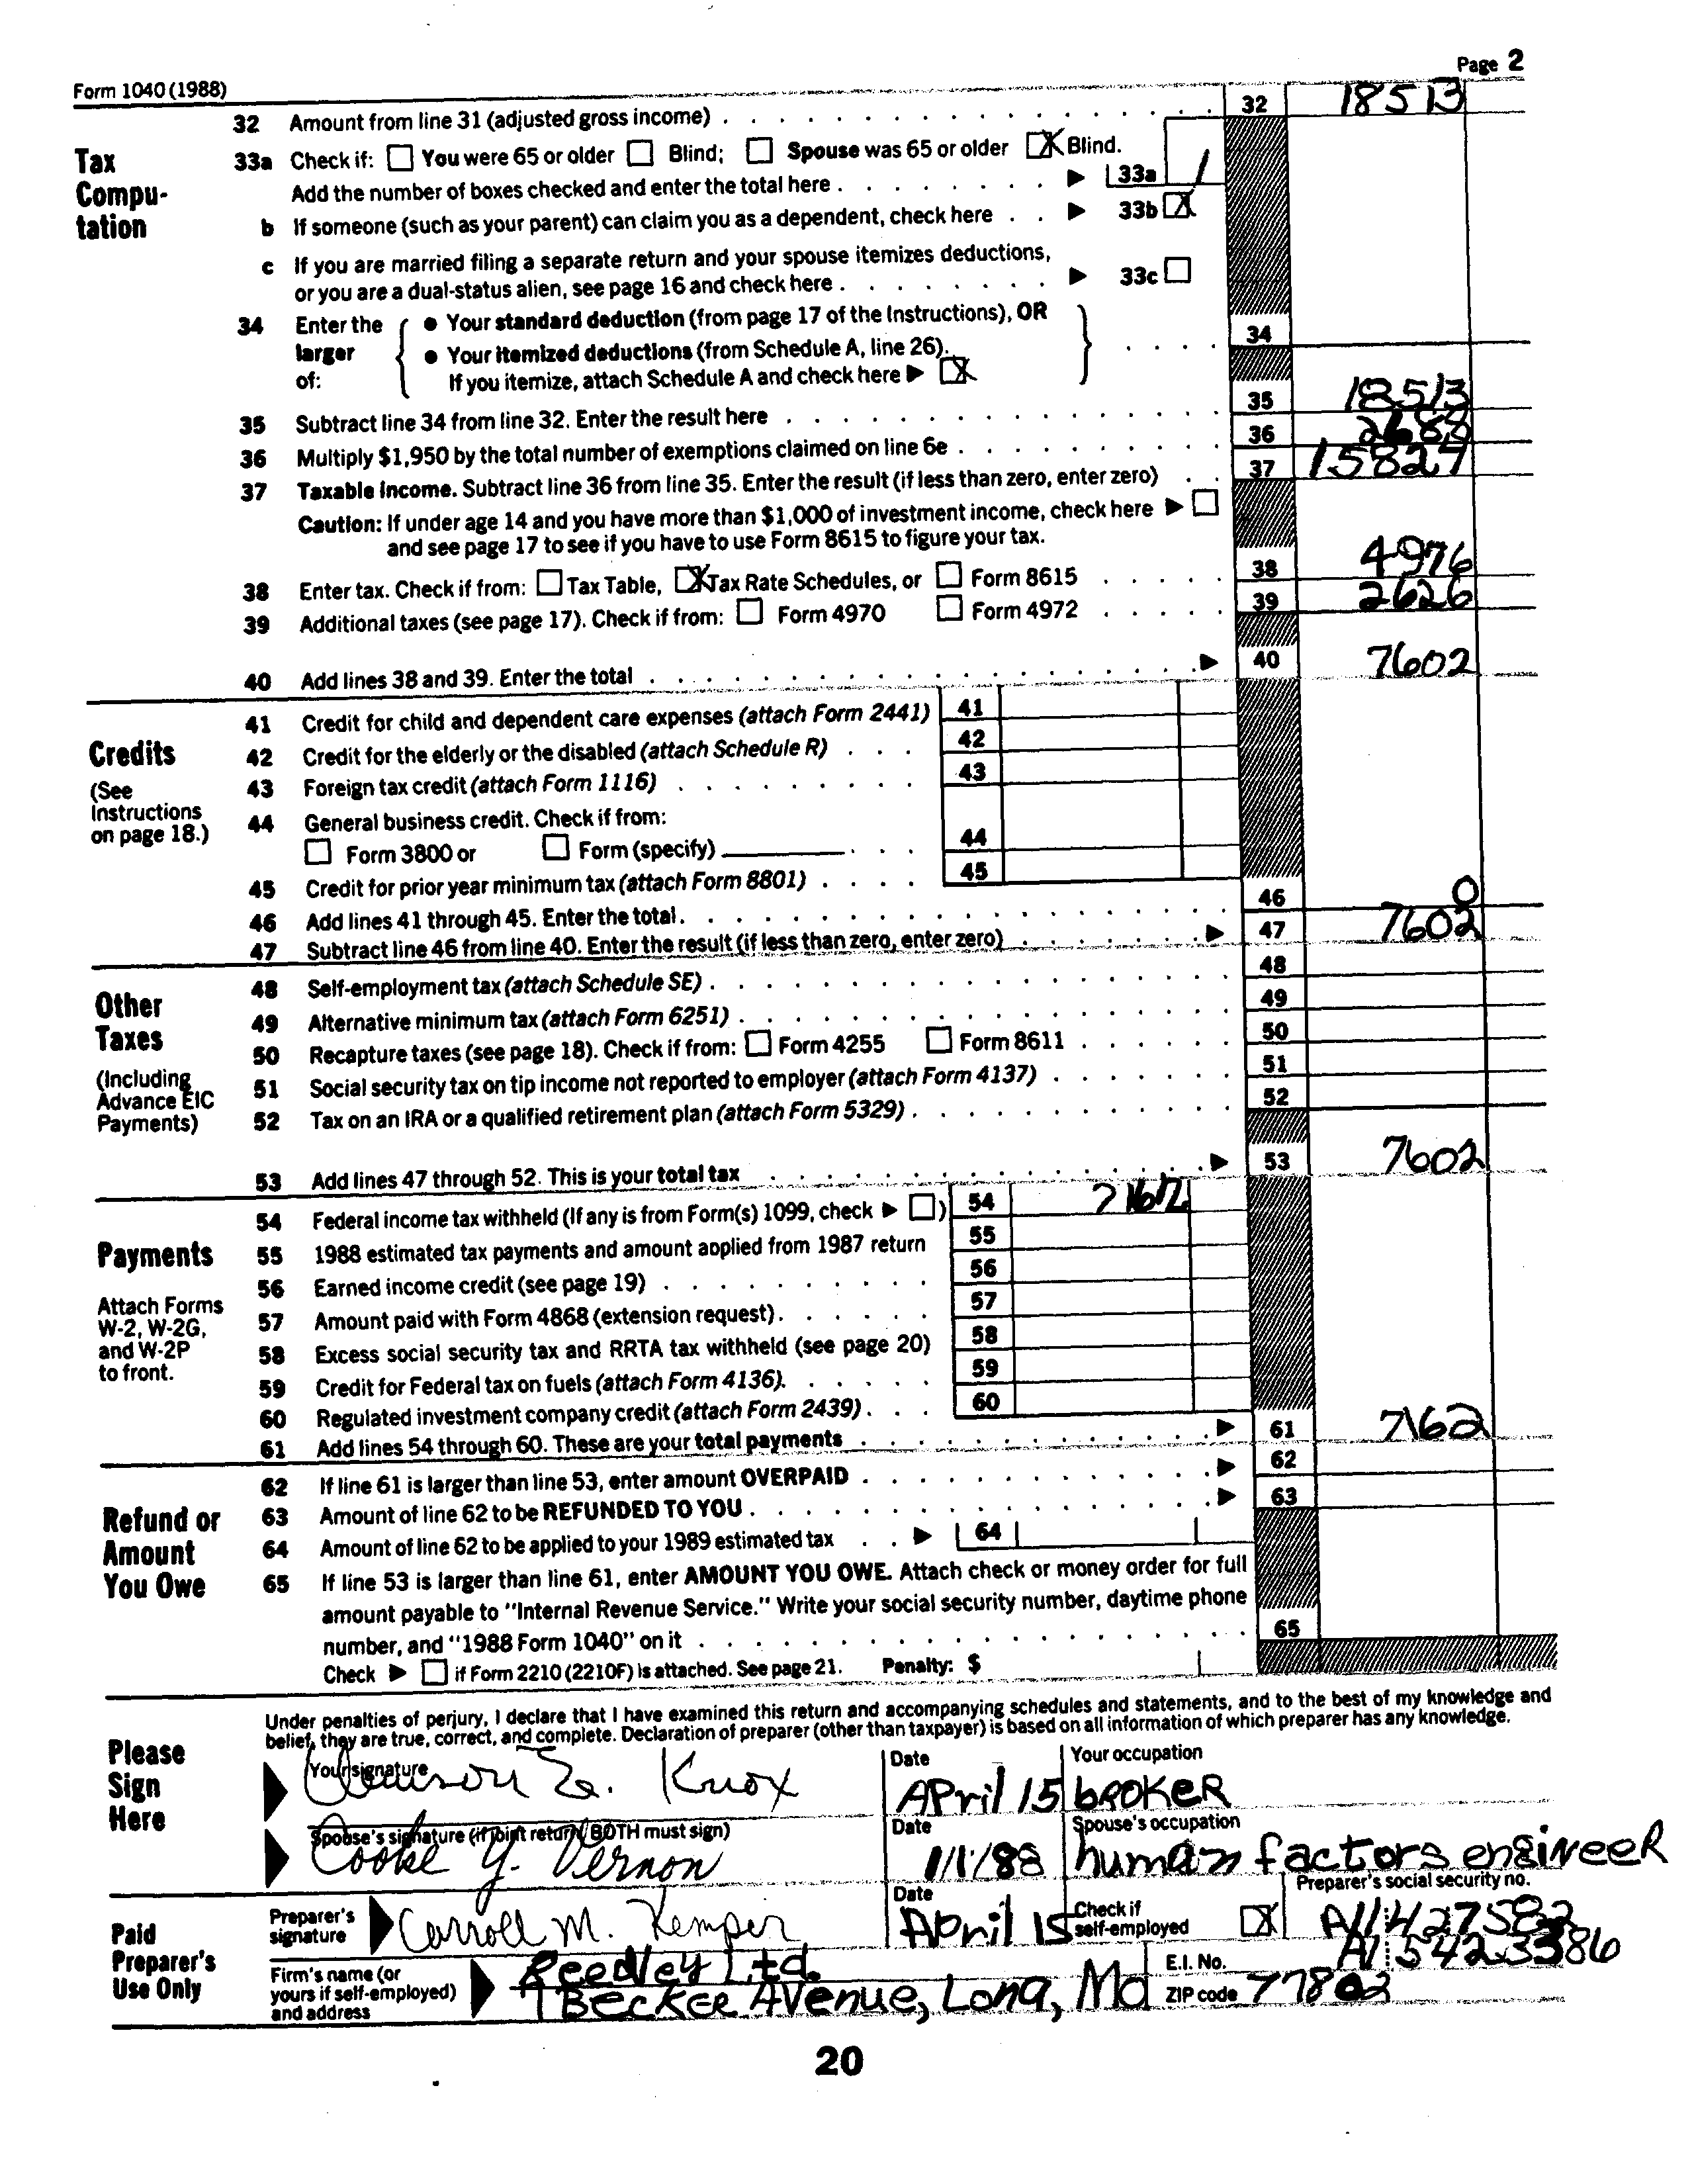 Page 2
Form 1040 (1988)
32 Amount from line 31 (adjusted gross income) 32 18513
Tax Compu-tation
33a Check if: You were 65 or older Blind; Spouse was 65 or older X Blind.
Add the number of boxes checked and enter the total here 33a 1
b If someone (such as your parent) can claim you as a dependent, check here 33b X
c If you are married filing a separate return and your spouse itemizes deductions,
or you are a dual-status alien, see page 16 and check here 33c
34 Enter the larger of:
• Your standard deduction (from page 17 of the Instructions), OR
• Your itemized deductions (from Schedule A, line 26).
If you itemize, attach Schedule A and check here ▶ X
34
35 Subtract line 34 from line 32. Enter the result here 35 18513
36 Multiply $1,950 by the total number of exemptions claimed on line 6e 36
37 Taxable income. Subtract line 36 from line 35. Enter the result (if less than zero, enter zero) 37 15827
Caution: If under age 14 and you have more than $1,000 of investment income, check here ▶
and see page 17 to see if you have to use Form 8615 to figure your tax.
38 Enter tax. Check if from: Tax Table, X Tax Rate Schedules, or Form 8615 38 4976
39 Additional taxes (see page 17). Check if from: Form 4970 Form 4972 39 2626
40 Add lines 38 and 39. Enter the total ▶ 40 7602
Credits
(See Instructions on page 18.)
41 Credit for child and dependent care expenses (attach Form 2441) 41
42 Credit for the elderly or the disabled (attach Schedule R) 42
43 Foreign tax credit (attach Form 1116) 43
44 General business credit. Check if from:
Form 3800 or Form (specify) 44
45 Credit for prior year minimum tax (attach Form 8801) 45
46 Add lines 41 through 45. Enter the total 46 0
47 Subtract line 46 from line 40. Enter the result (if less than zero, enter zero) ▶ 47 7602
Other Taxes
(Including Advance EIC Payments)
48 Self-employment tax (attach Schedule SE) 48
49 Alternative minimum tax (attach Form 6251) 49
50 Recapture taxes (see page 18). Check if from: Form 4255 Form 8611 50
51 Social security tax on tip income not reported to employer (attach Form 4137) 51
52 Tax on an IRA or a qualified retirement plan (attach Form 5329) 52
53 Add lines 47 through 52. This is your total tax ▶ 53 7602
Payments
Attach Forms W-2, W-2G, and W-2P to front.
54 Federal income tax withheld (If any is from Form(s) 1099, check ▶ ) 54 7162
55 1988 estimated tax payments and amount applied from 1987 return 55
56 Earned income credit (see page 19) 56
57 Amount paid with Form 4868 (extension request) 57
58 Excess social security tax and RRTA tax withheld (see page 20) 58
59 Credit for Federal tax on fuels (attach Form 4136) 59
60 Regulated investment company credit (attach Form 2439) 60
61 Add lines 54 through 60. These are your total payments ▶ 61 7162
Refund or Amount You Owe
62 If line 61 is larger than line 53, enter amount OVERPAID ▶ 62
63 Amount of line 62 to be REFUNDED TO YOU ▶ 63
64 Amount of line 62 to be applied to your 1989 estimated tax ▶ 64
65 If line 53 is larger than line 61, enter AMOUNT YOU OWE. Attach check or money order for full
amount payable to "Internal Revenue Service." Write your social security number, daytime phone
number, and "1988 Form 1040" on it 65
Check ▶ if Form 2210 (2210F) is attached. See page 21. Penalty: $
Please Sign Here
Under penalties of perjury, I declare that I have examined this return and accompanying schedules and statements, and to the best of my knowledge and
belief, they are true, correct, and complete. Declaration of preparer (other than taxpayer) is based on all information of which preparer has any knowledge.
Your signature Knox
Date April 15
Your occupation broker
Spouse's signature (if joint return BOTH must sign) Cooke Y. Vernon
Date 1/1/88
Spouse's occupation human factors engineer
Paid Preparer's Use Only
Preparer's signature Carroll M. Kemper
Date April 15
Check if self-employed X
Preparer's social security no.
Firm's name (or yours if self-employed) and address
Reedley Ltd.
1 Becker Avenue, Long, Md
E.I. No.
ZIP code 77802
20